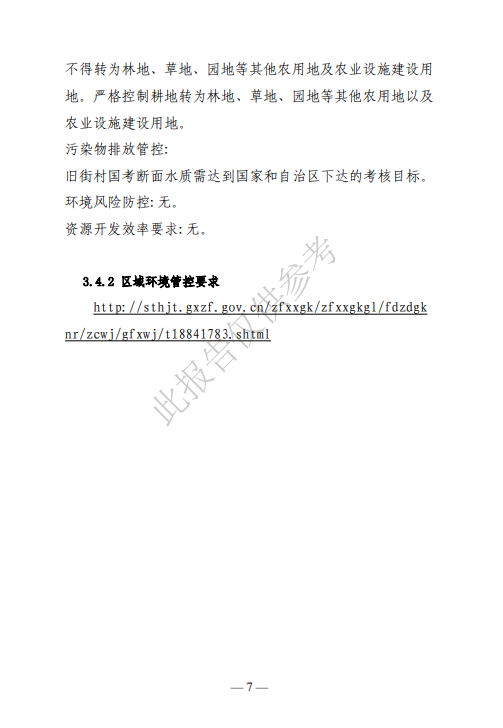 不得转为林地、草地、园地等其他农用地及农业设施建设用
地。严格控制耕地转为林地、草地、园地等其他农用地以及
农业设施建设用地。
污染物排放管控:
旧街村国考断面水质需达到国家和自治区下达的考核目标。
环境风险防控:无。
资源开发效率要求:无。
3.4.2 区域环境管控要求
http://sthjt.gxzf.gov.cn/zfxxgk/zfxxgkgl/fdzdgk
nr/zcwj/gfxwj/t18841783.shtml
此报告仅供参考
— 7 —